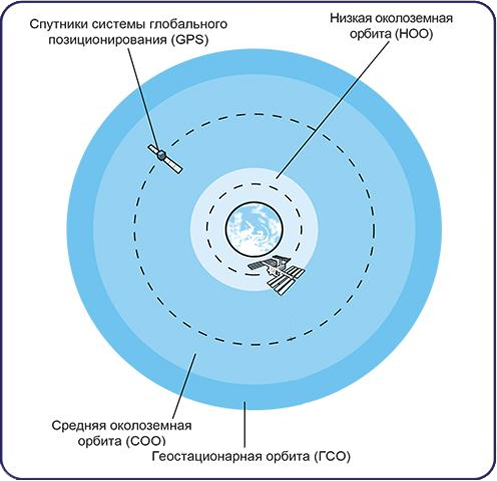 Спутники системы глобального
позиционирования (GPS)
Низкая околоземная
орбита (НОО)
Средняя околоземная
орбита (СОО)
Геостационарная орбита (ГСО)